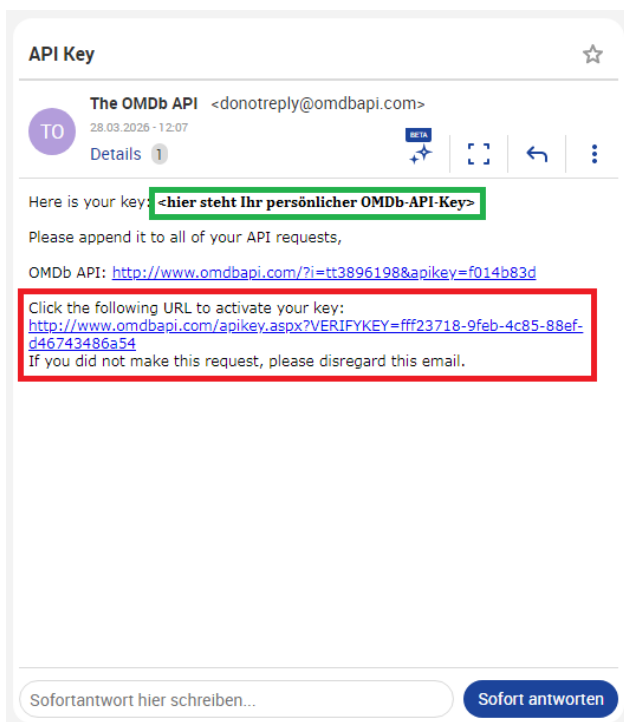 API Key
TO
The OMDb API <donotreply@omdbapi.com>
28.03.2026 - 12:07
Details 1
BETA
Here is your key: <hier steht Ihr persönlicher OMDb-API-Key>
Please append it to all of your API requests,
OMDb API: http://www.omdbapi.com/?i=tt3896198&apikey=f014b83d
Click the following URL to activate your key:
http://www.omdbapi.com/apikey.aspx?VERIFYKEY=fff23718-9feb-4c85-88ef-
d46743486a54
If you did not make this request, please disregard this email.
Sofortantwort hier schreiben...
Sofort antworten